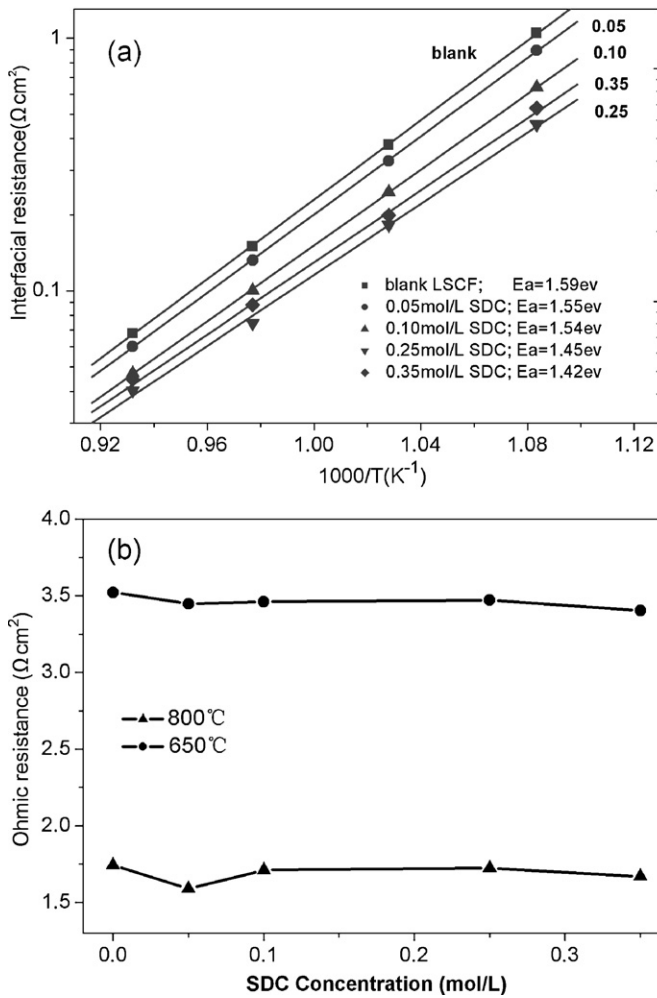 (a)
blank
0.05
0.10
0.35
0.25
1
0.1
Interfacial resistance(Ω cm²)
blank LSCF; Ea=1.59ev
0.05mol/L SDC; Ea=1.55ev
0.10mol/L SDC; Ea=1.54ev
0.25mol/L SDC; Ea=1.45ev
0.35mol/L SDC; Ea=1.42ev
0.92 0.96 1.00 1.04 1.08 1.12
1000/T(K⁻¹)
(b)
4.0
3.5
3.0
2.5
2.0
1.5
Ohmic resistance (Ω cm²)
800℃
650℃
0.0 0.1 0.2 0.3
SDC Concentration (mol/L)